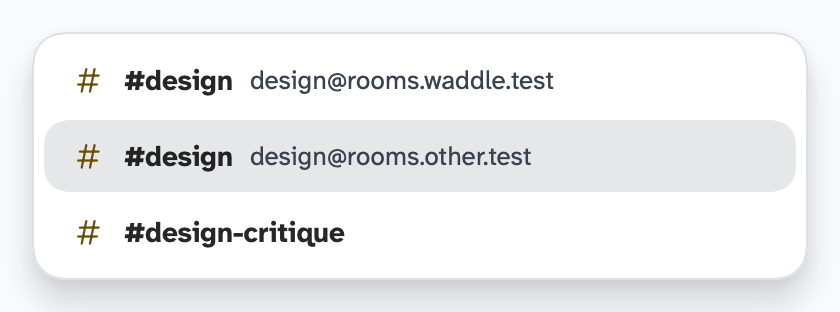 # #design design@rooms.waddle.test
# #design design@rooms.other.test
# #design-critique